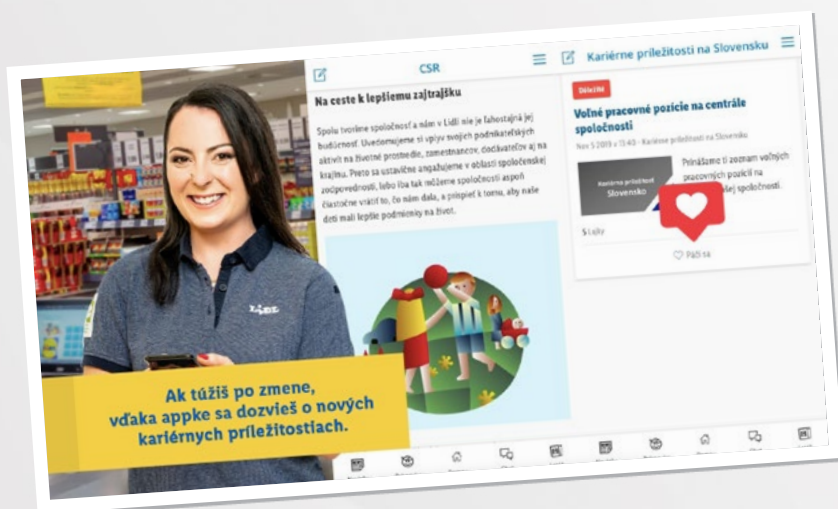 CSR
Na ceste k lepšiemu zajtrajšku
Spolu tvoríme spoločnosť a nám v Lidli nie je ľahostajná jej
budúcnosť. Uvedomujeme si vplyv svojich podnikateľských
aktivít na životné prostredie, zamestnancov, dodávateľov aj na
krajinu. Preto sa ustavične angažujeme v oblasti spoločenskej
zodpovednosti, lebo iba tak môžeme spoločnosti aspoň
čiastočne vrátiť to, čo nám dala, a prispieť k tomu, aby naše
deti mali lepšie podmienky na život.
Kariérne príležitosti na Slovensku
Dôležité
Voľné pracovné pozície na centrále
spoločnosti
Nov 5 2019 v 13:40 - Kariérne príležitosti na Slovensku
Kariérne príležitosti
Slovensko
Prinášame ti zoznam voľných
pracovných pozícií na
našej spoločnosti.
5 Lajky
Páči sa
LIDL
Ak túžiš po zmene,
vďaka appke sa dozvieš o nových
kariérnych príležitostiach.